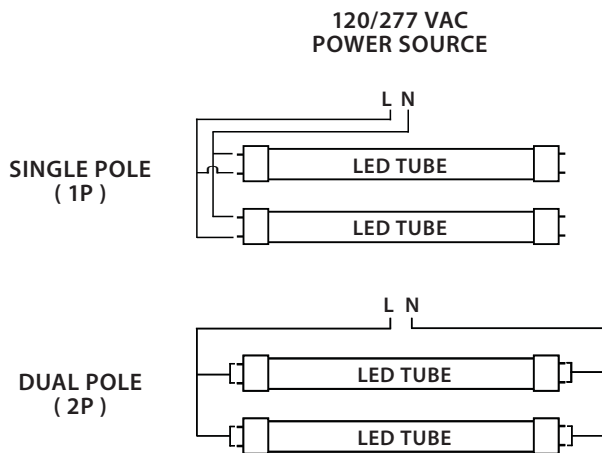 120/277 VAC
POWER SOURCE
L N
SINGLE POLE
( 1P )
LED TUBE
LED TUBE
L N
DUAL POLE
( 2P )
LED TUBE
LED TUBE